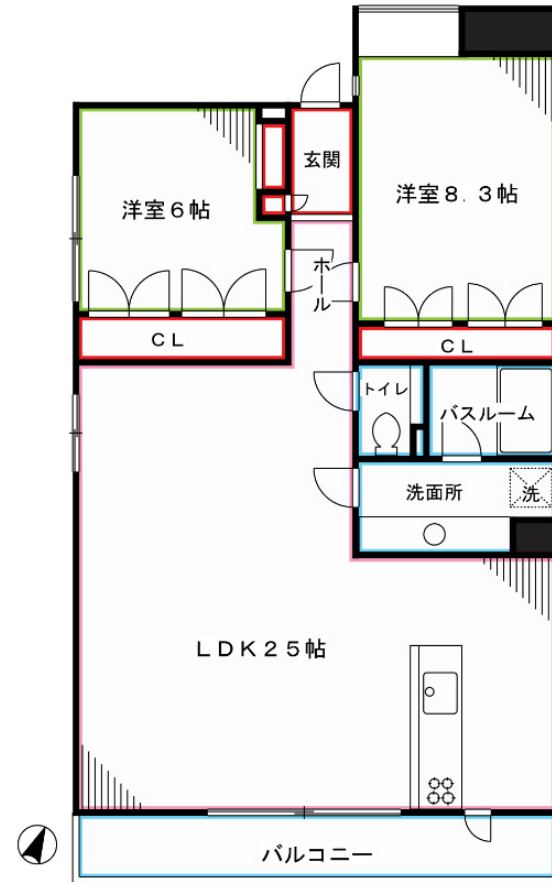 玄関
洋室8.3帖
洋室6帖
ホール
CL
CL
トイレ
バスルーム
洗面所
洗
LDK25帖
バルコニー